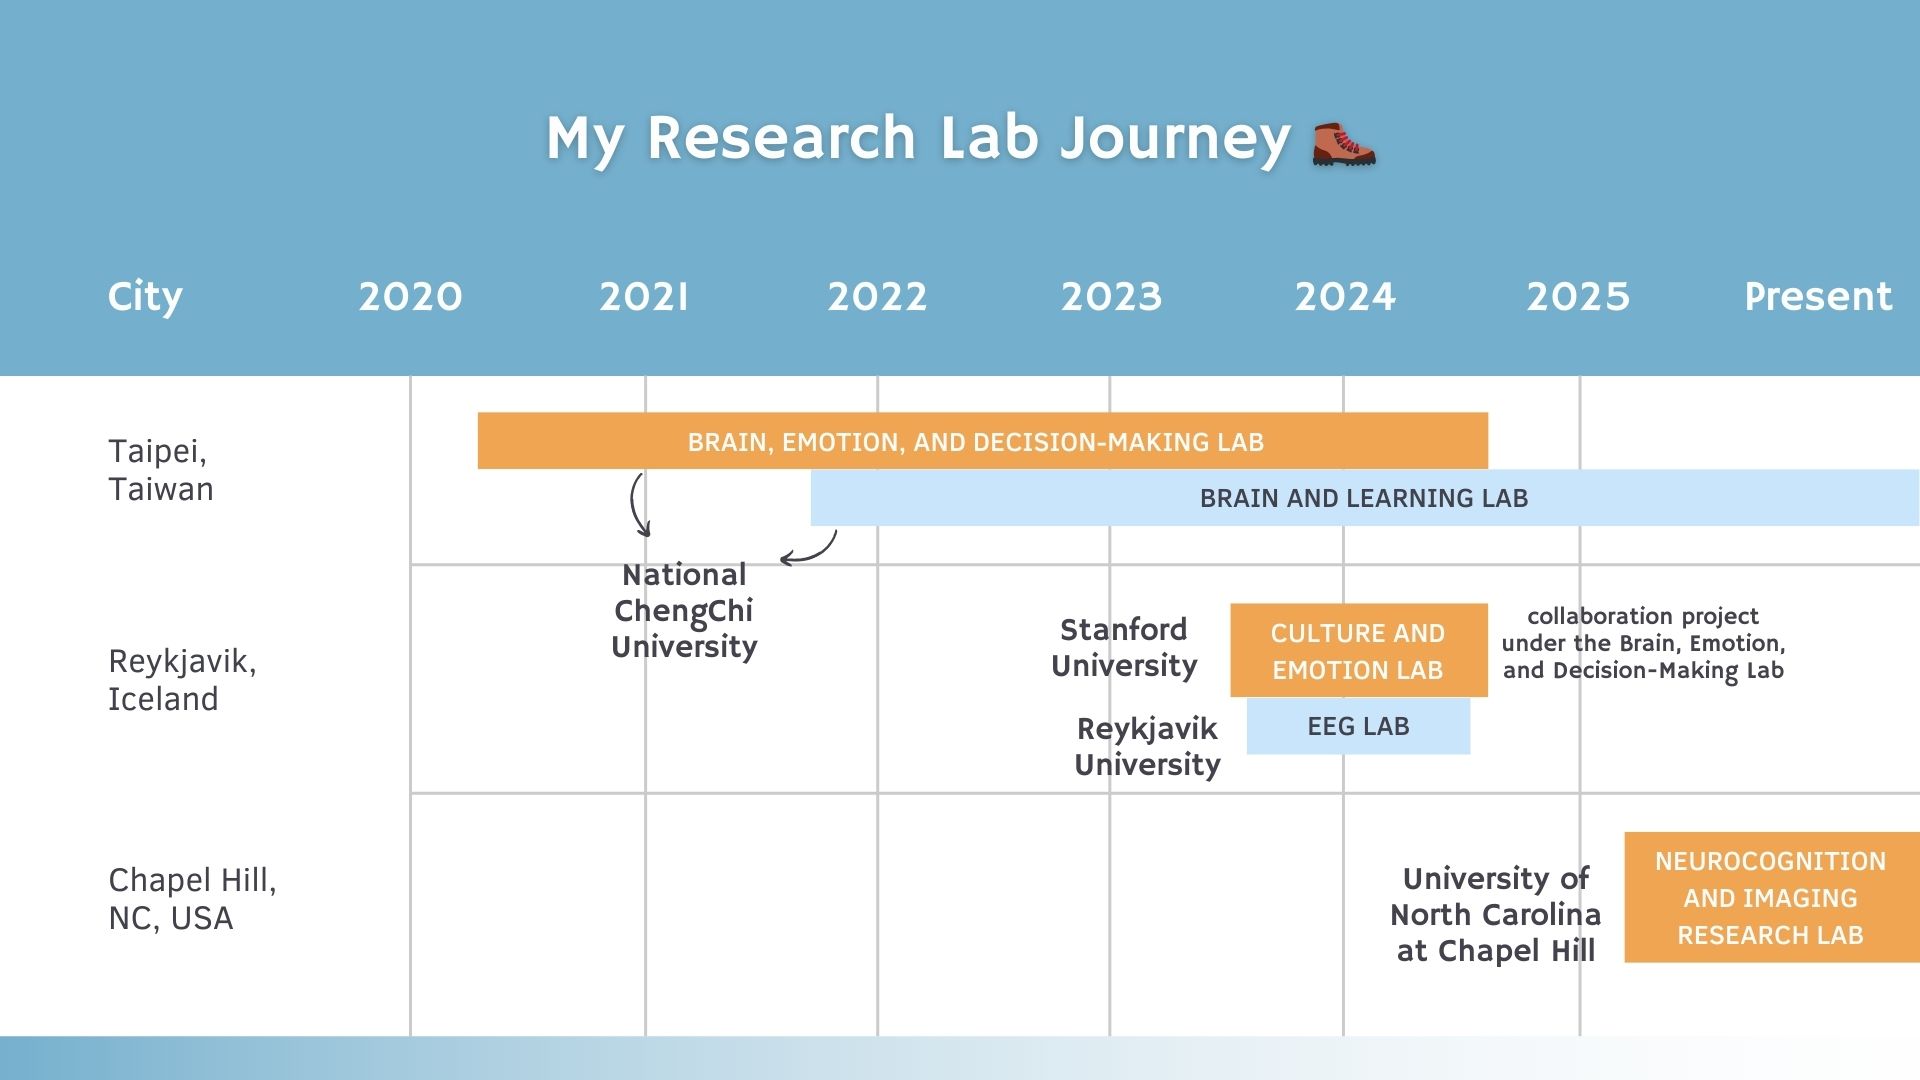 My Research Lab Journey
City 2020 2021 2022 2023 2024 2025 Present
Taipei,
Taiwan
BRAIN, EMOTION, AND DECISION-MAKING LAB
BRAIN AND LEARNING LAB
National
ChengChi
University
Reykjavik,
Iceland
Stanford
University
CULTURE AND
EMOTION LAB
collaboration project
under the Brain, Emotion,
and Decision-Making Lab
Reykjavik
University
EEG LAB
Chapel Hill,
NC, USA
University of
North Carolina
at Chapel Hill
NEUROCOGNITION
AND IMAGING
RESEARCH LAB